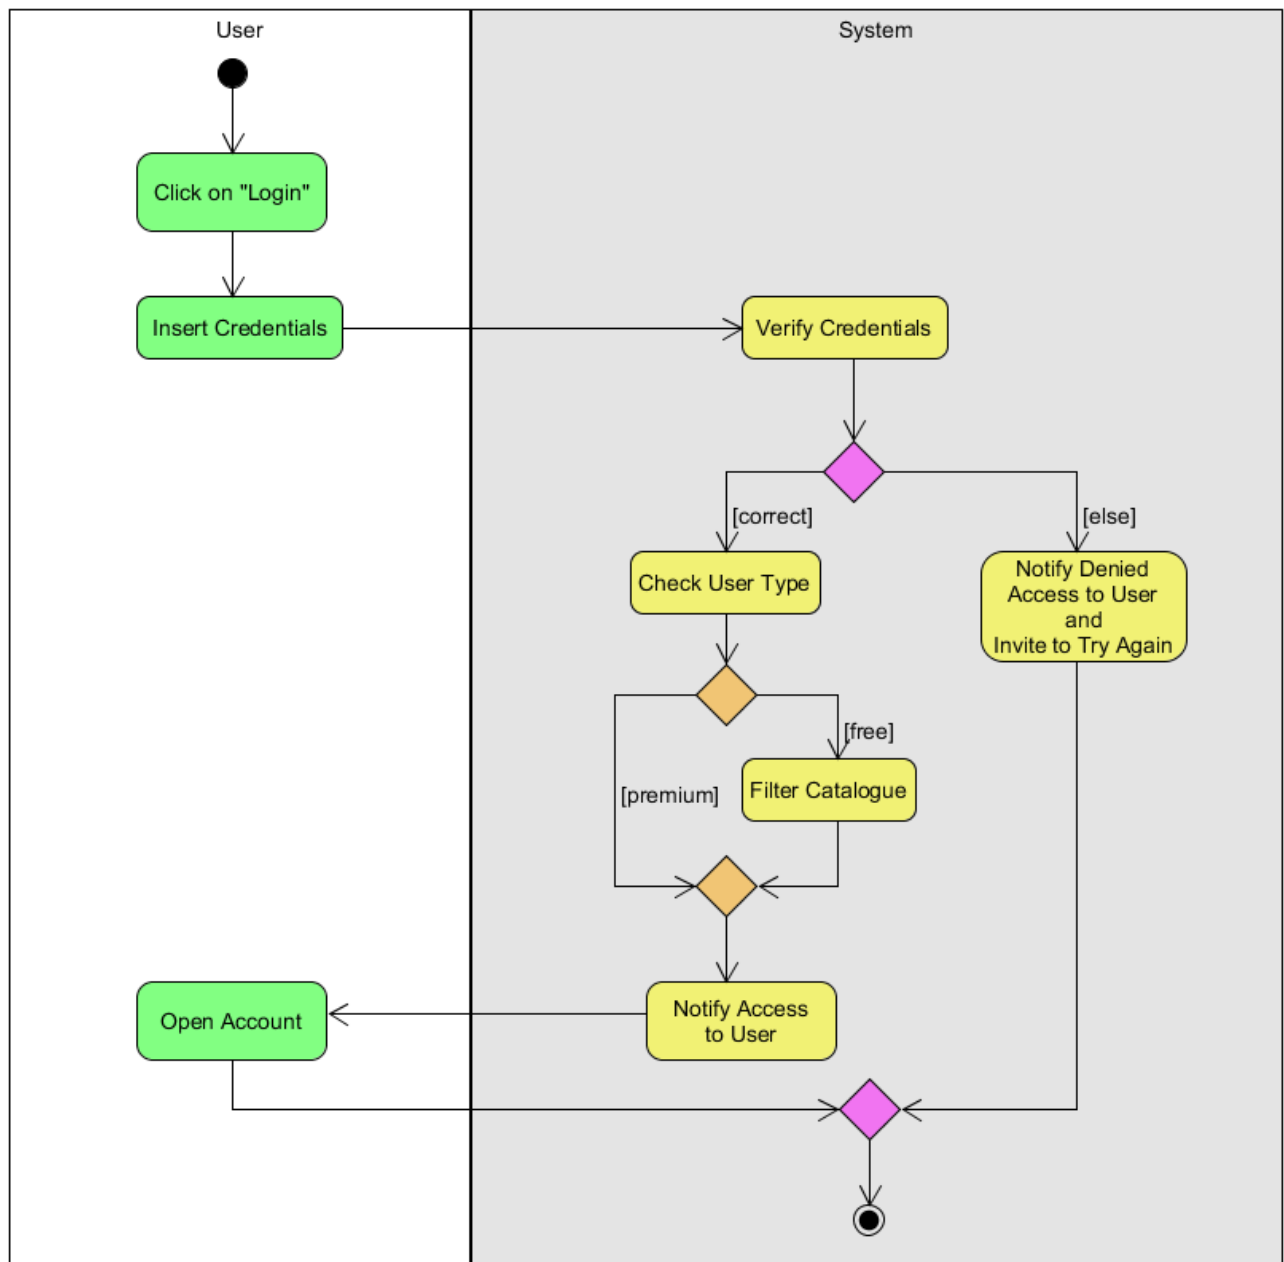 User
System
Click on "Login"
Insert Credentials
Verify Credentials
[correct]
[else]
Check User Type
Notify Denied
Access to User
and
Invite to Try Again
[free]
[premium]
Filter Catalogue
Open Account
Notify Access
to User